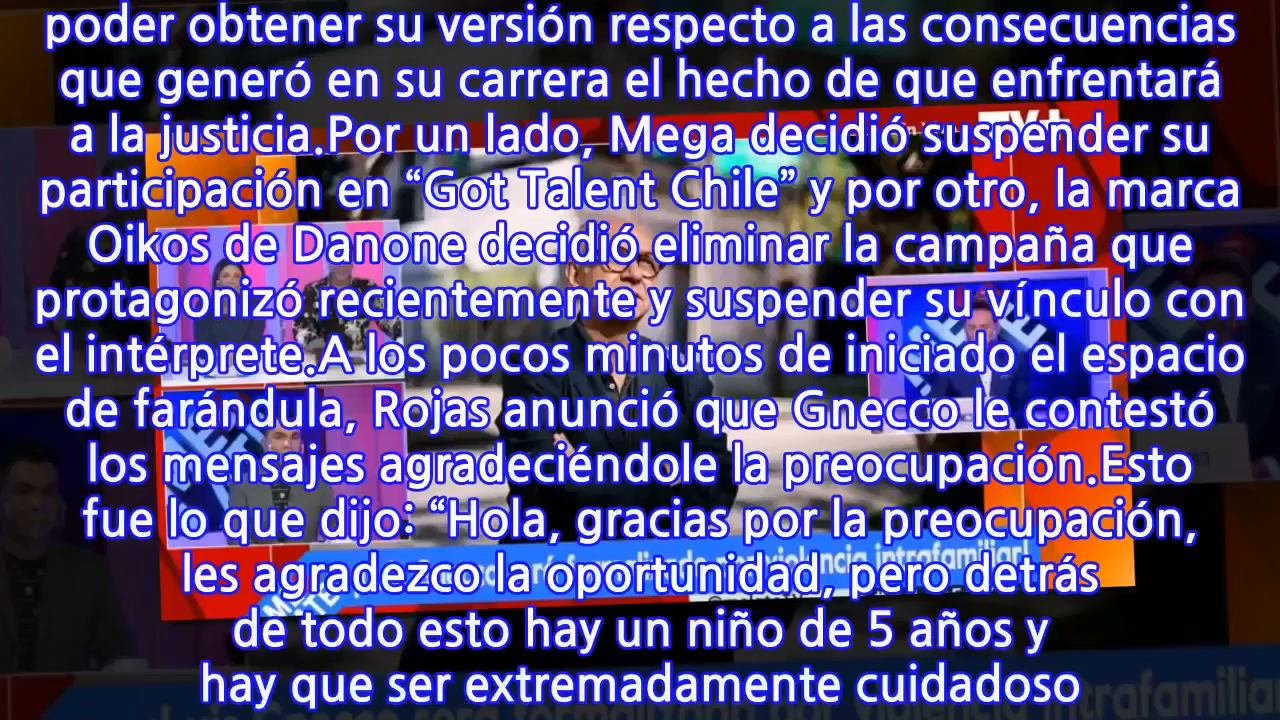 poder obtener su versión respecto a las consecuencias
que generó en su carrera el hecho de que enfrentará
a la justicia.Por un lado, Mega decidió suspender su
participación en “Got Talent Chile” y por otro, la marca
Oikos de Danone decidió eliminar la campaña que
protagonizó recientemente y suspender su vínculo con
el intérprete.A los pocos minutos de iniciado el espacio
de farándula, Rojas anunció que Gnecco le contestó
los mensajes agradeciéndole la preocupación.Esto
fue lo que dijo: “Hola, gracias por la preocupación,
les agradezco la oportunidad, pero detrás
de todo esto hay un niño de 5 años y
hay que ser extremadamente cuidadoso
violencia intrafamiliar!